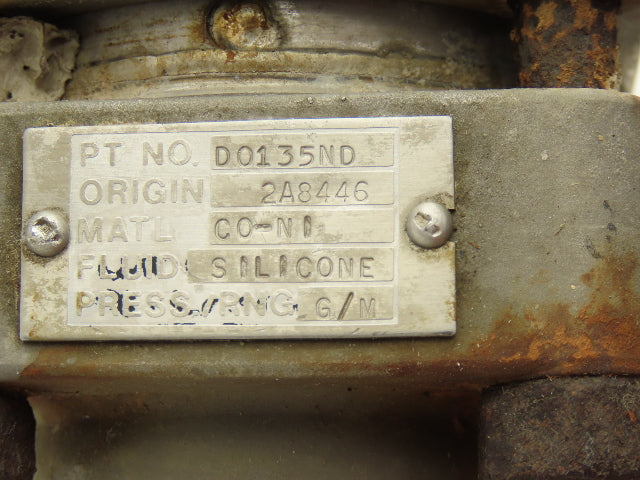 PT NO. D0135ND
ORIGIN 2A8446
MATL CO-NI
FLUID SILICONE
PRESS./RNG G/M